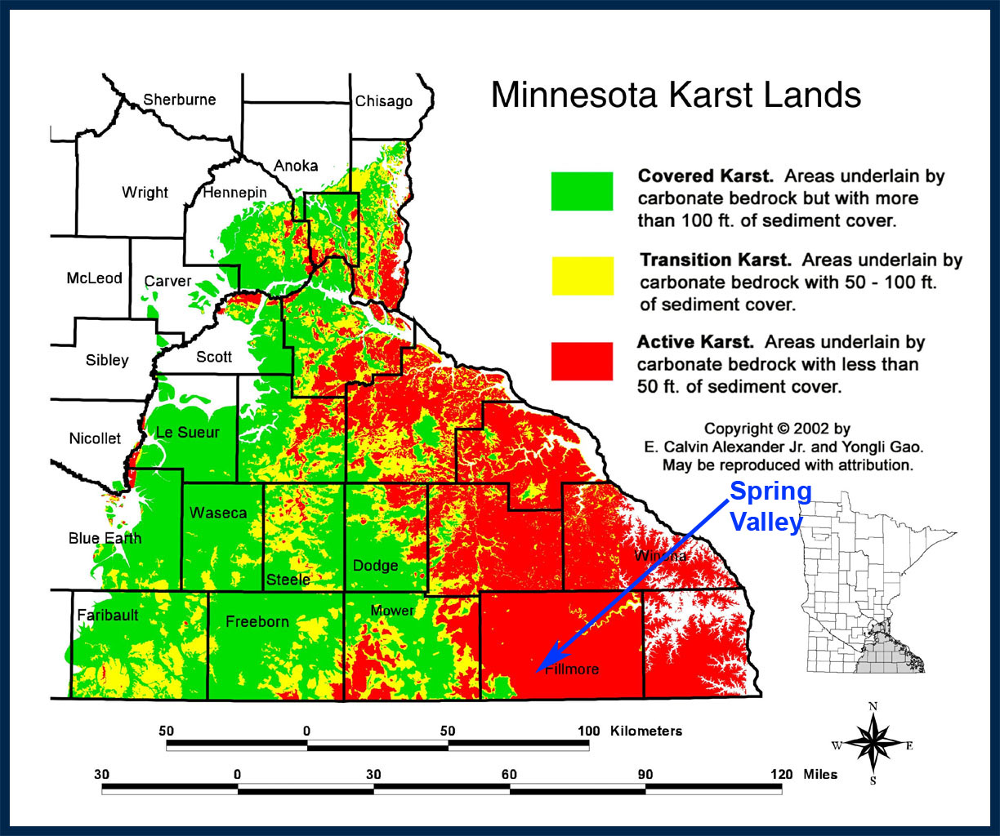 Minnesota Karst Lands
Covered Karst. Areas underlain by
carbonate bedrock but with more
than 100 ft. of sediment cover.
Transition Karst. Areas underlain by
carbonate bedrock with 50 - 100 ft.
of sediment cover.
Active Karst. Areas underlain by
carbonate bedrock with less than
50 ft. of sediment cover.
Copyright © 2002 by
E. Calvin Alexander Jr. and Yongli Gao.
May be reproduced with attribution.
Spring
Valley
Sherburne
Chisago
Anoka
Wright
Hennepin
McLeod
Carver
Sibley
Scott
Nicollet
Le Sueur
Waseca
Blue Earth
Steele
Dodge
Winona
Faribault
Freeborn
Mower
Fillmore
50 0 50 100 Kilometers
30 0 30 60 90 120 Miles
N
W E
S